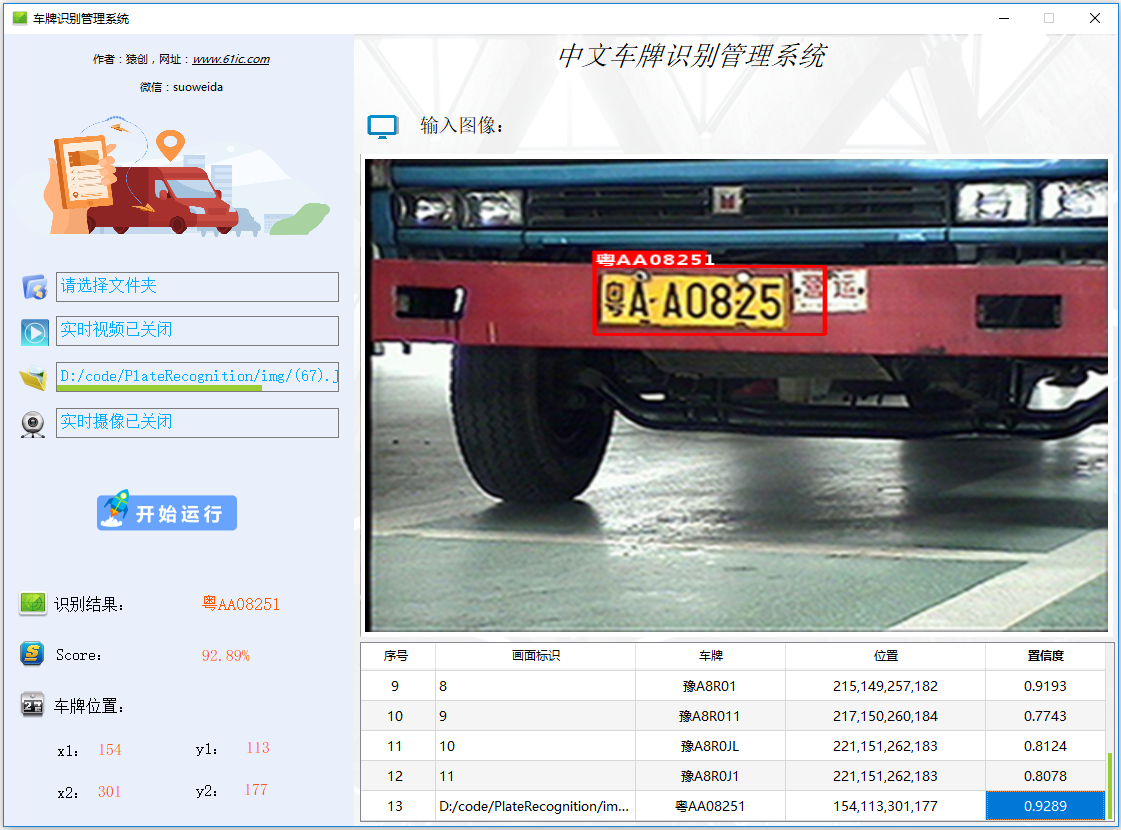 车牌识别管理系统
作者：猿创，网址：www.61ic.com
微信：suoweida
请选择文件夹
实时视频已关闭
D:/code/PlateRecognition/img/(67).j
实时摄像已关闭
开始运行
识别结果： 粤AA08251
Score: 92.89%
车牌位置：
x1: 154 y1: 113
x2: 301 y2: 177
中文车牌识别管理系统
输入图像：
粤AA08251
粤A·A0825
运
序号 画面标识 车牌 位置 置信度
9 8 豫A8R01 215,149,257,182 0.9193
10 9 豫A8R011 217,150,260,184 0.7743
11 10 豫A8R0JL 221,151,262,183 0.8124
12 11 豫A8R0J1 221,151,262,183 0.8078
13 D:/code/PlateRecognition/im... 粤AA08251 154,113,301,177 0.9289